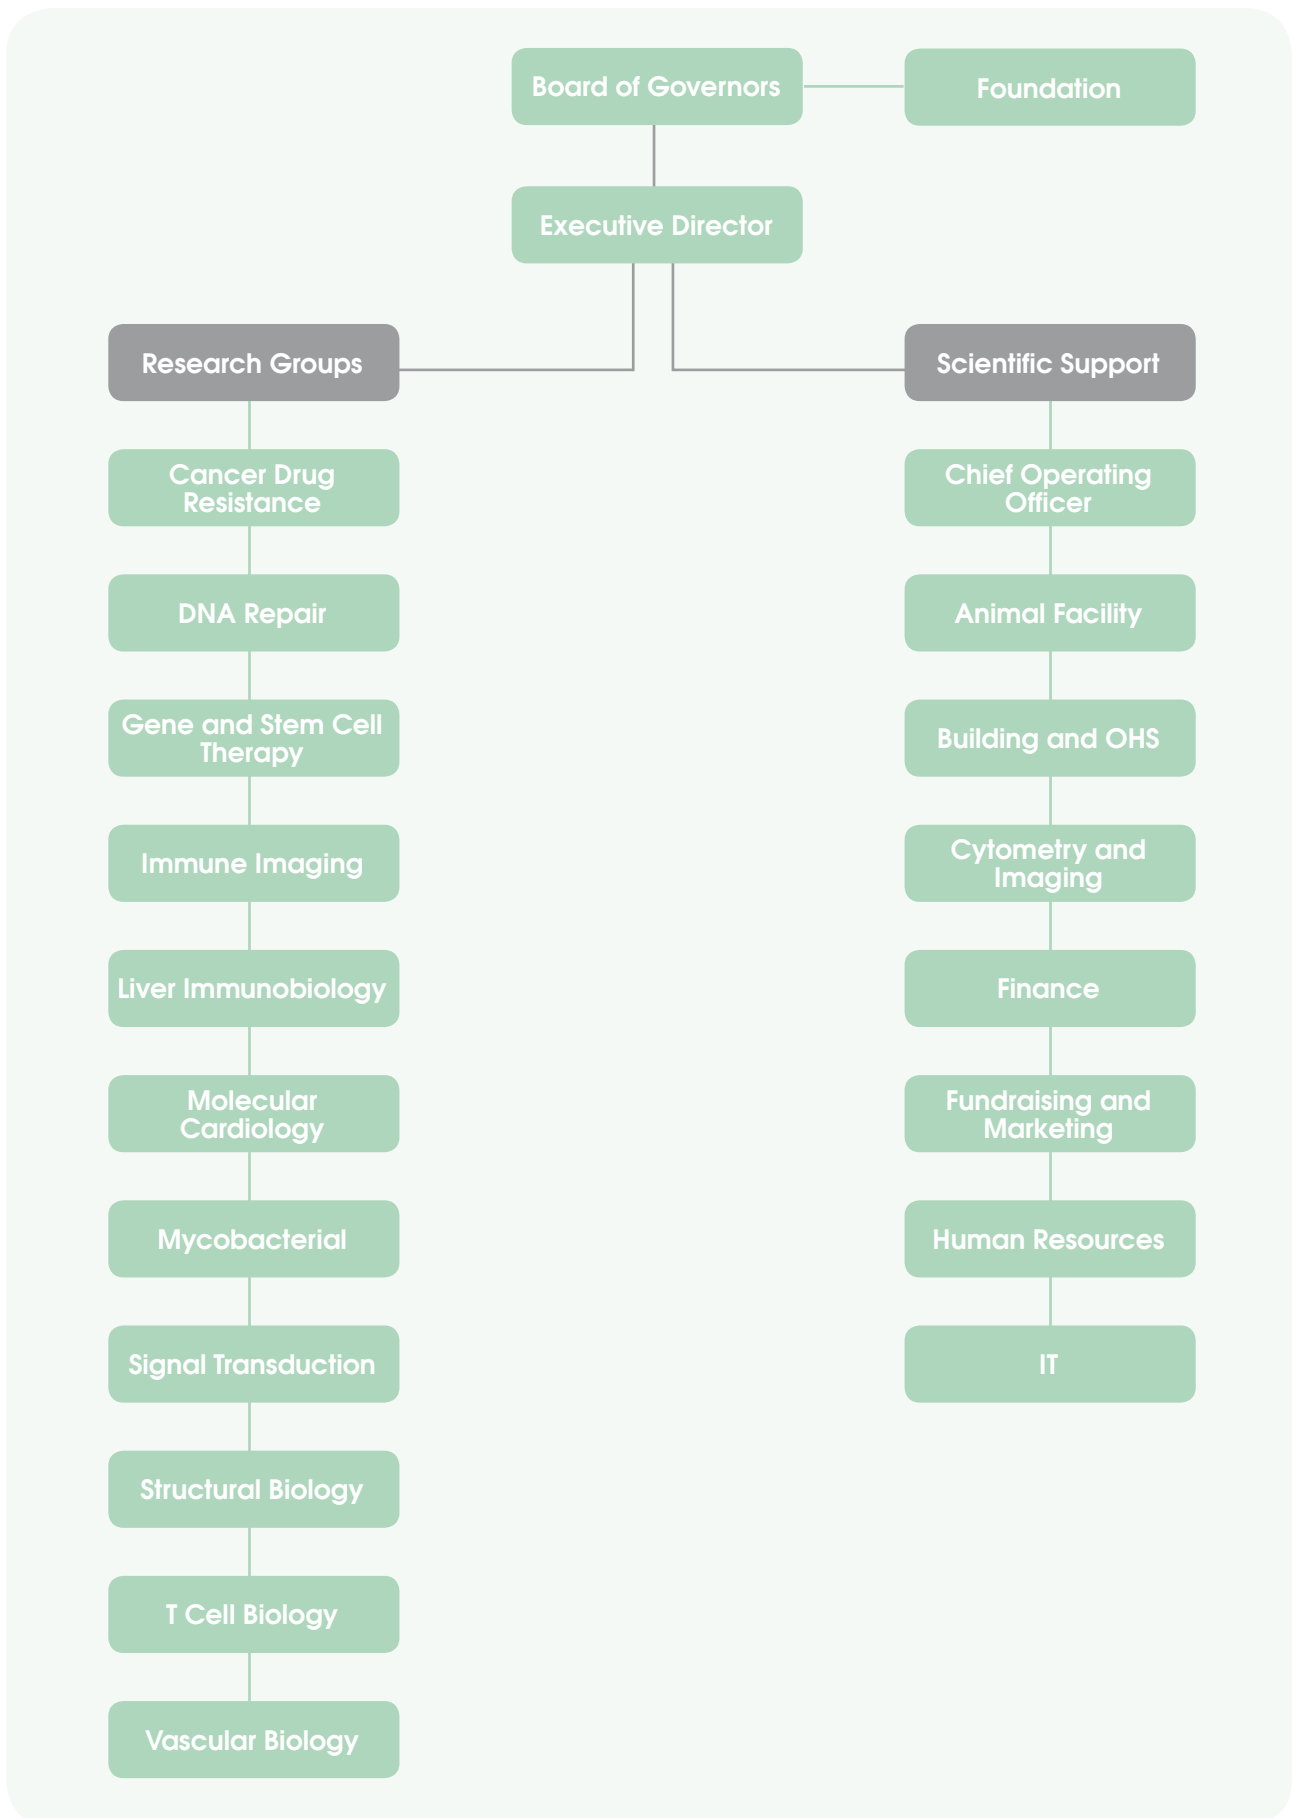 Board of Governors
Foundation
Executive Director
Research Groups
Scientific Support
Cancer Drug
Resistance
Chief Operating
Officer
DNA Repair
Animal Facility
Gene and Stem Cell
Therapy
Building and OHS
Immune Imaging
Cytometry and
Imaging
Liver Immunobiology
Finance
Molecular
Cardiology
Fundraising and
Marketing
Mycobacterial
Human Resources
Signal Transduction
IT
Structural Biology
T Cell Biology
Vascular Biology